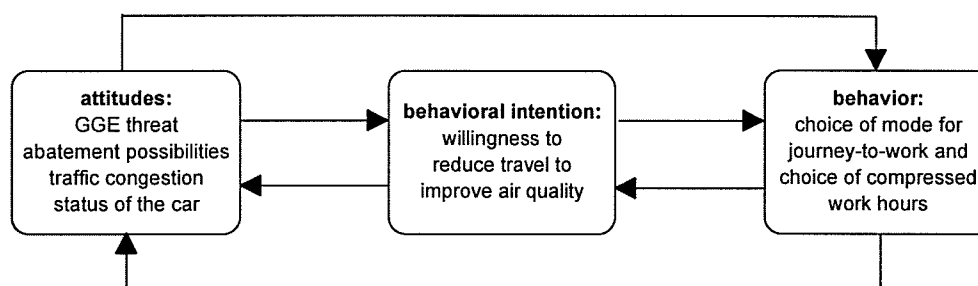 attitudes:
GGE threat
abatement possibilities
traffic congestion
status of the car
behavioral intention:
willingness to
reduce travel to
improve air quality
behavior:
choice of mode for
journey-to-work and
choice of compressed
work hours